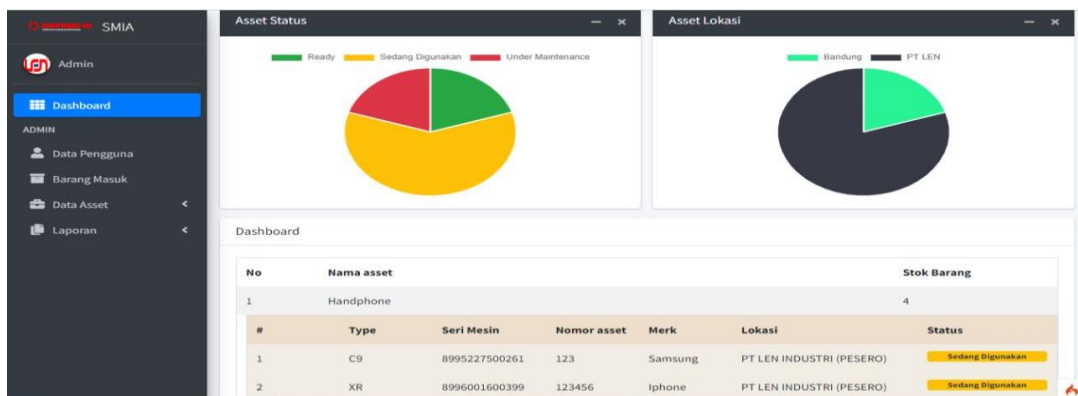 SMIA
Admin
Dashboard
ADMIN
Data Pengguna
Barang Masuk
Data Asset
Laporan
Asset Status
Ready Sedang Digunakan Under Maintenance
Asset Lokasi
Bandung PT LEN
Dashboard
No Nama asset Stok Barang
1 Handphone 4
# Type Seri Mesin Nomor asset Merk Lokasi Status
1 C9 8995227500261 123 Samsung PT LEN INDUSTRI (PESERO) Sedang Digunakan
2 XR 8996001600399 123456 Iphone PT LEN INDUSTRI (PESERO) Sedang Digunakan